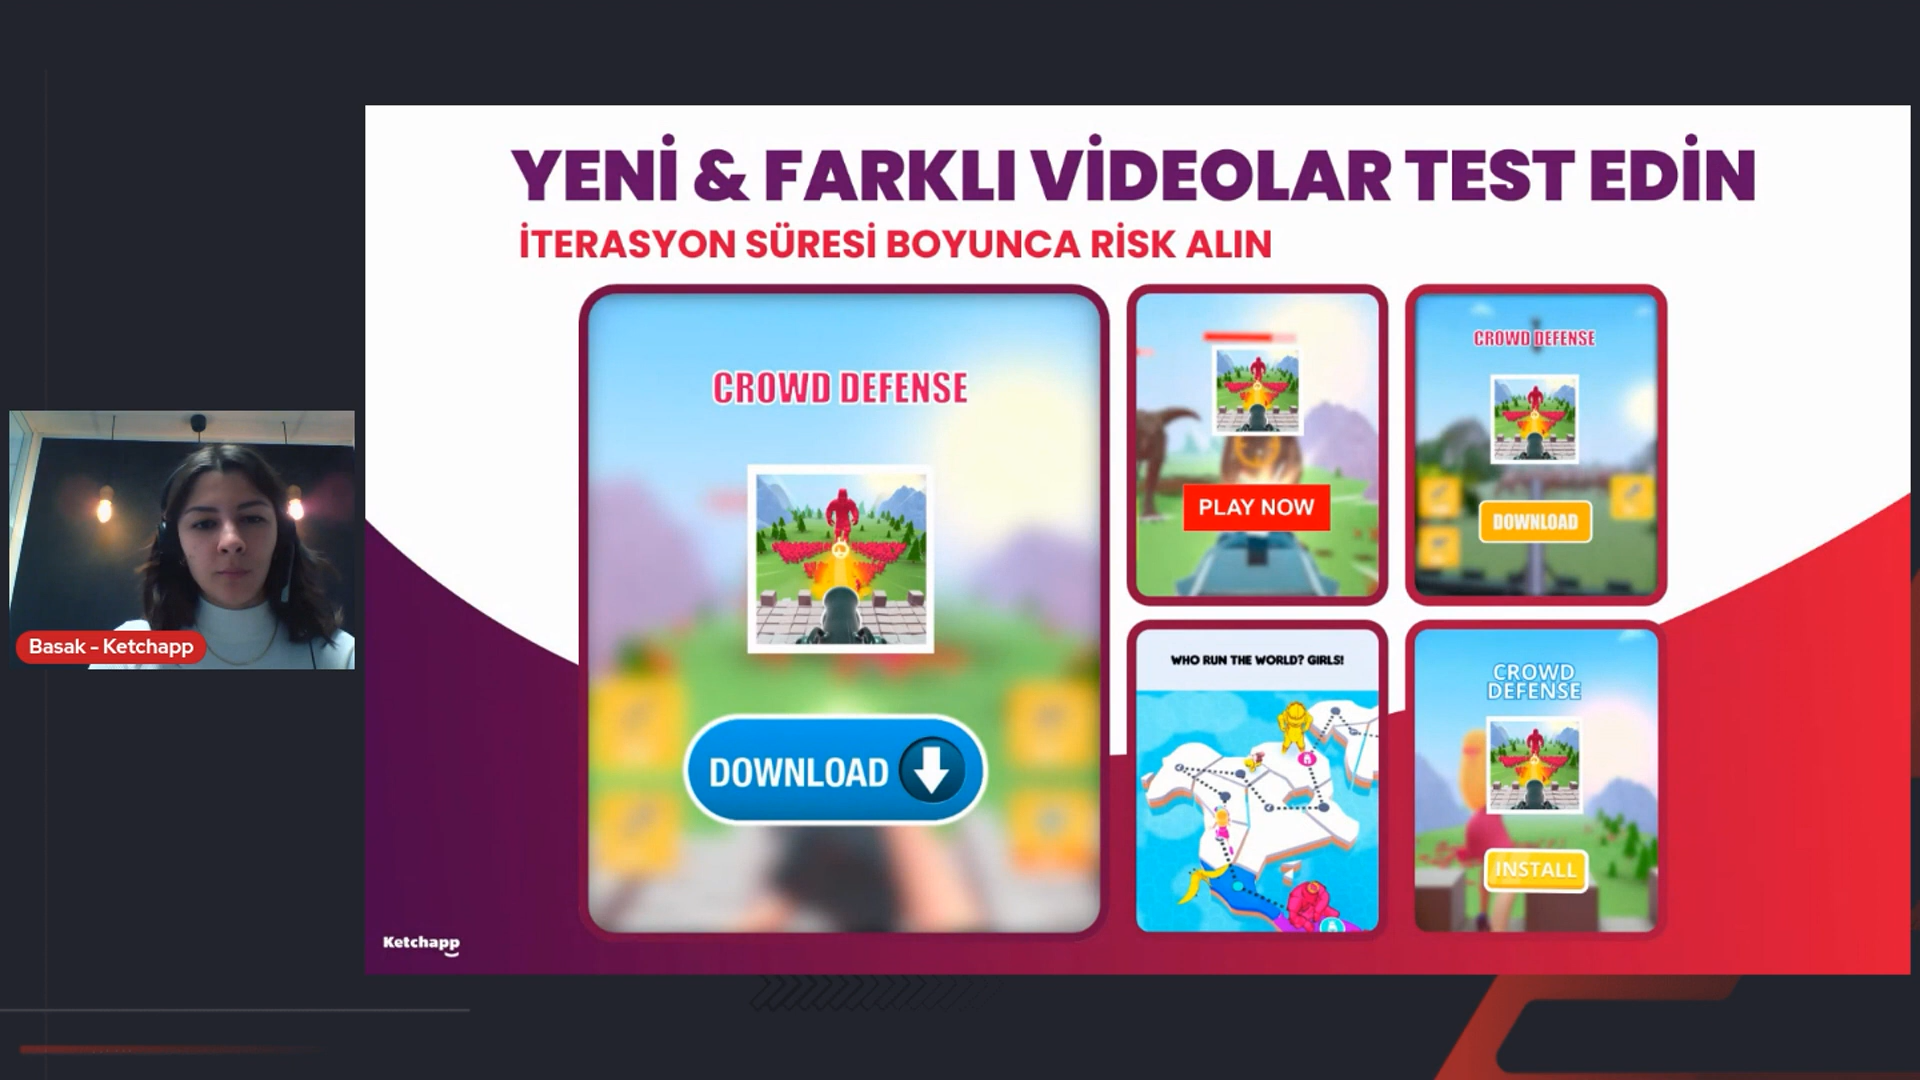 YENİ & FARKLI VİDEOLAR TEST EDİN
İTERASYON SÜRESİ BOYUNCA RİSK ALIN
CROWD DEFENSE
DOWNLOAD
PLAY NOW
CROWD DEFENSE
DOWNLOAD
WHO RUN THE WORLD? GIRLS!
CROWD
DEFENSE
INSTALL
Basak - Ketchapp
Ketchapp